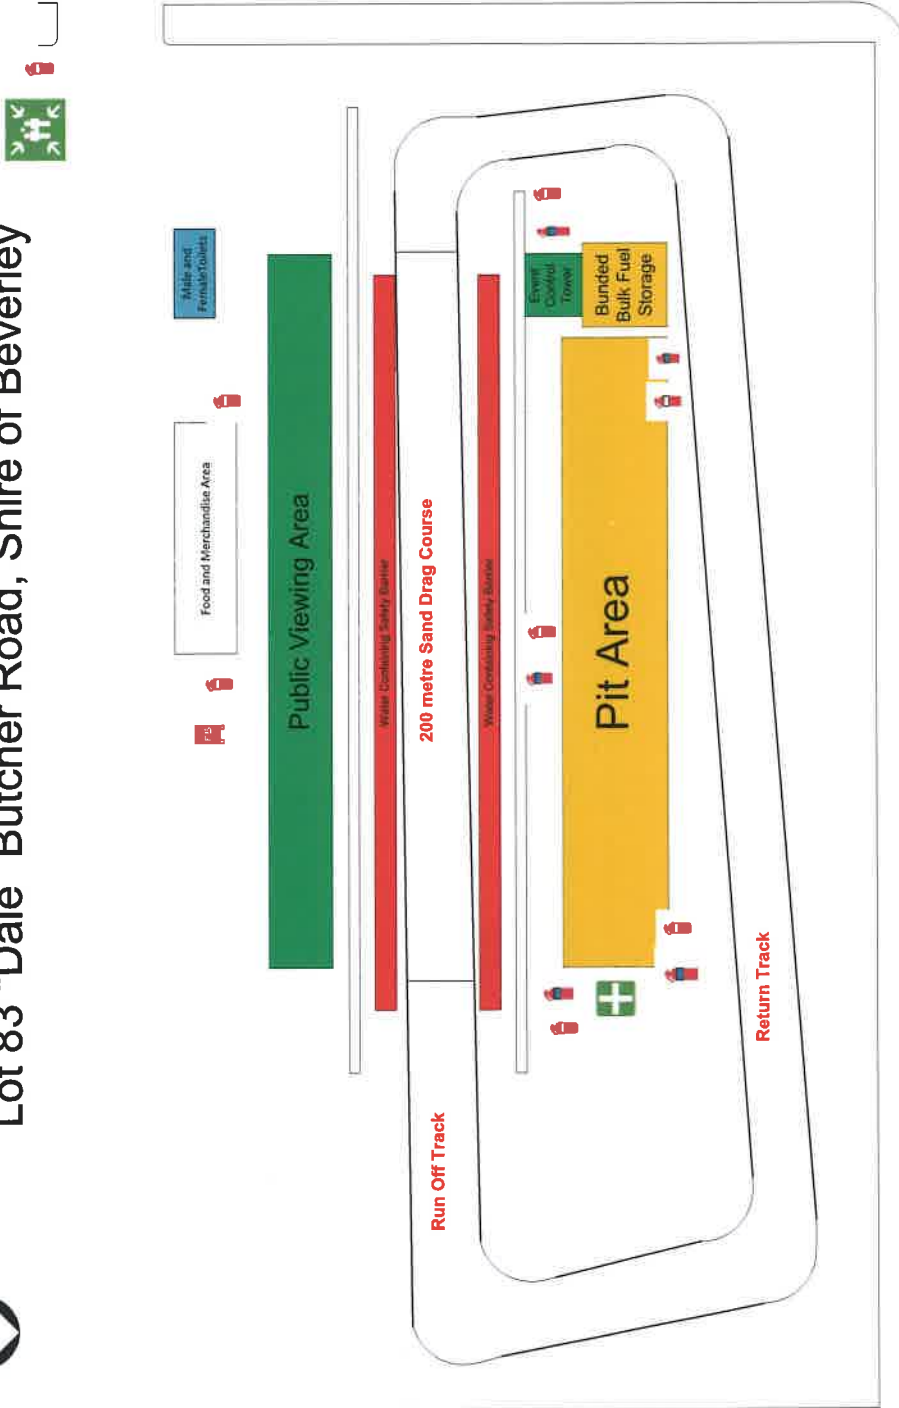 Lot 83 "Dale" Butcher Road, Shire of Beverley
Male and
FemaleToilets
Food and Merchandise Area
Public Viewing Area
Water Containing Safety Barrier
200 metre Sand Drag Course
Run Off Track
Water Containing Safety Barrier
Event
Control
Tower
Bunded
Bulk Fuel
Storage
Pit Area
Return Track